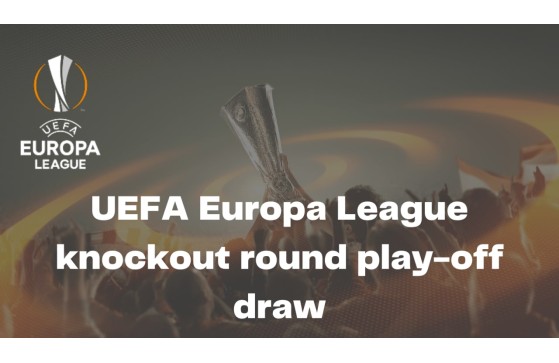 UEFA
EUROPA
LEAGUE
UEFA Europa League
knockout round play-off
draw